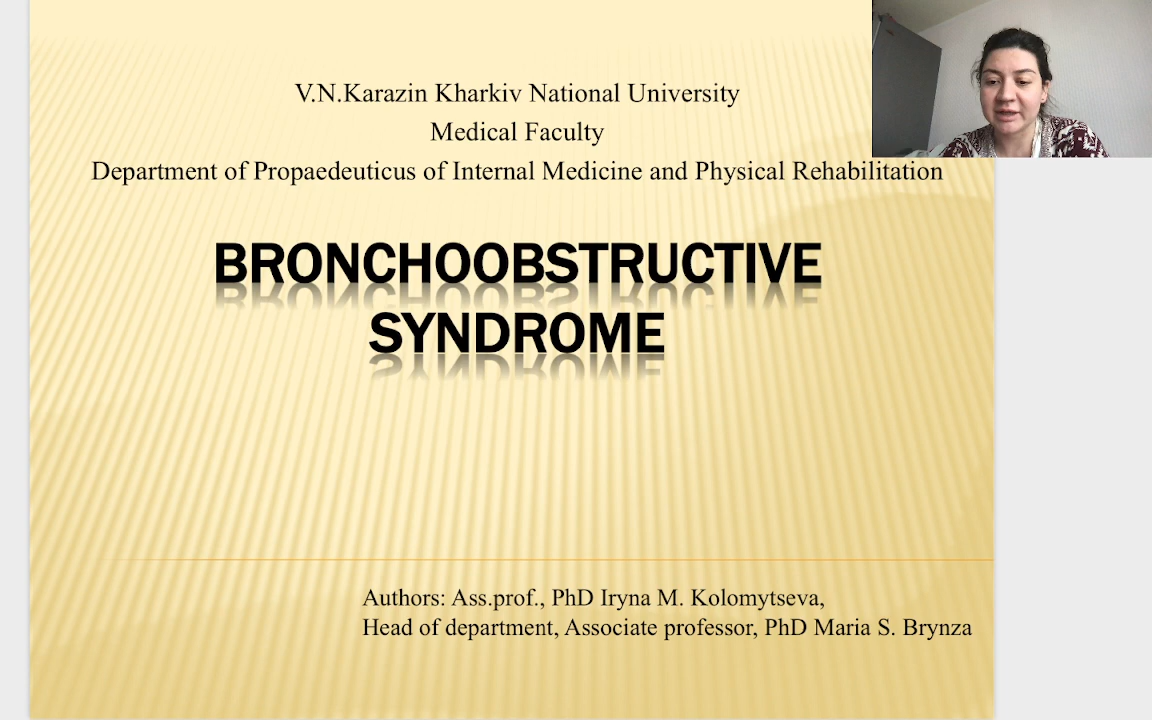 V.N.Karazin Kharkiv National University
Medical Faculty
Department of Propaedeuticus of Internal Medicine and Physical Rehabilitation
BRONCHOOBSTRUCTIVE
SYNDROME
Authors: Ass.prof., PhD Iryna M. Kolomytseva,
Head of department, Associate professor, PhD Maria S. Brynza